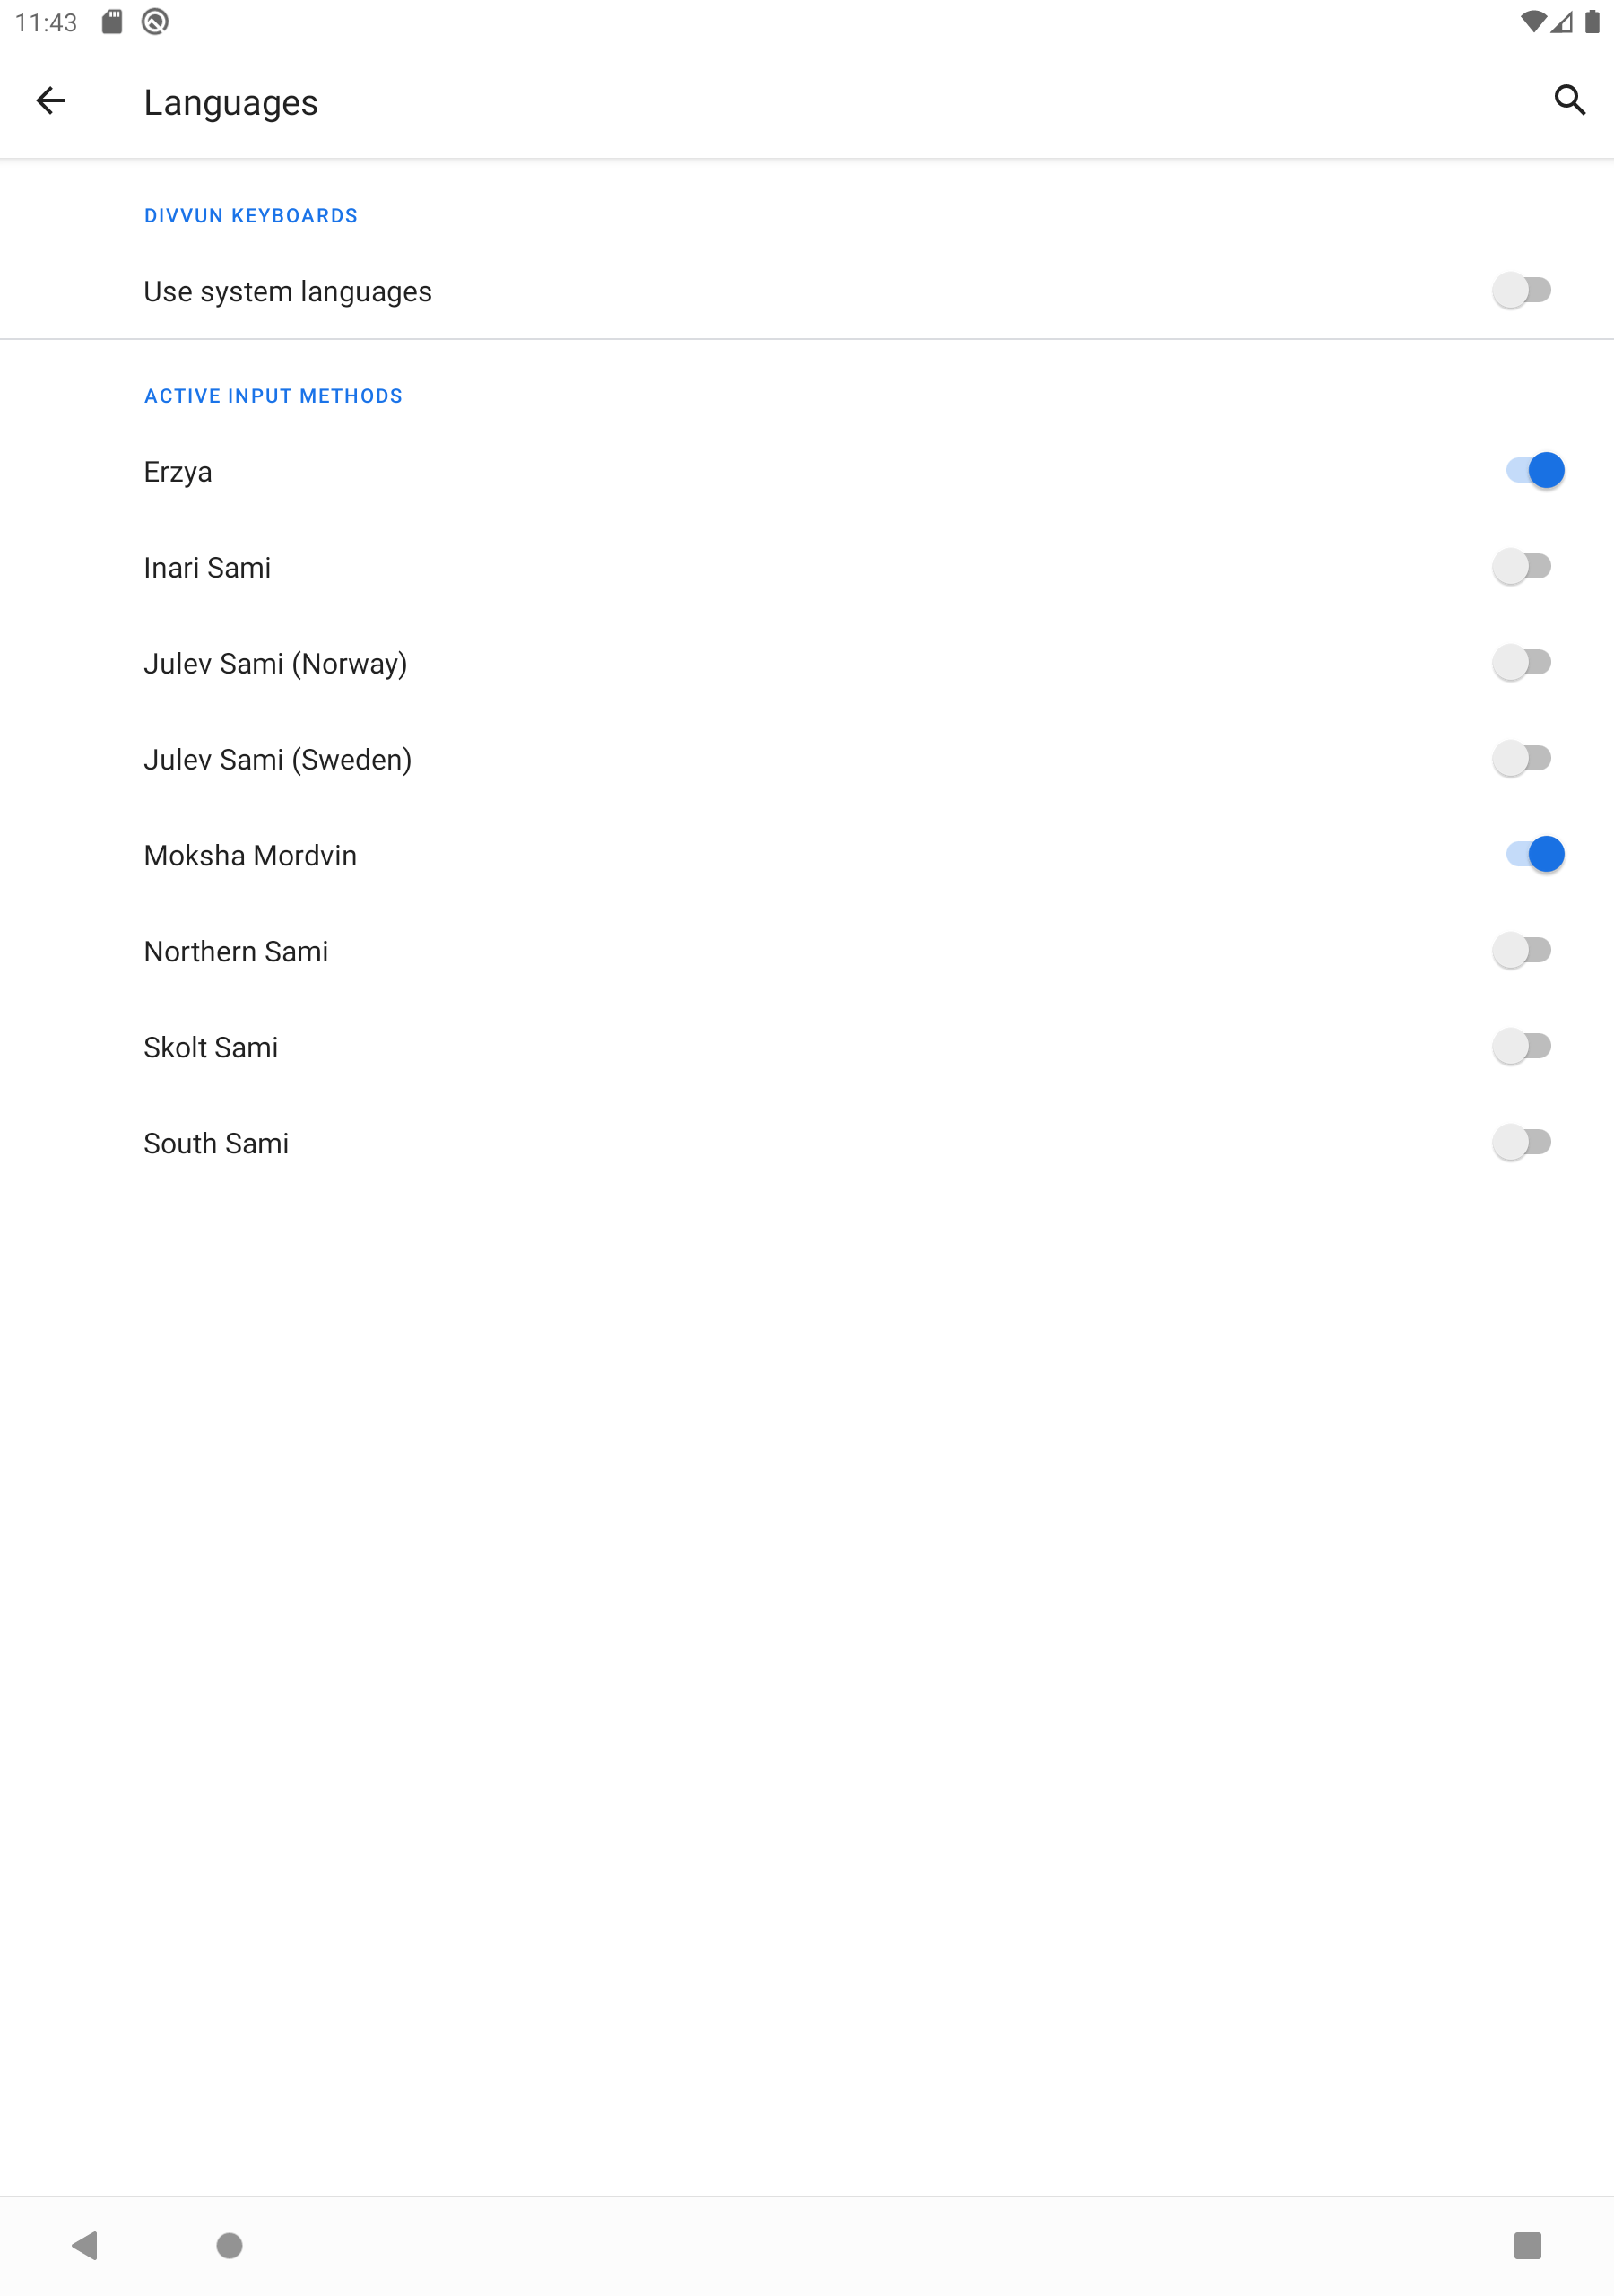 11:43
Languages
DIVVUN KEYBOARDS
Use system languages
ACTIVE INPUT METHODS
Erzya
Inari Sami
Julev Sami (Norway)
Julev Sami (Sweden)
Moksha Mordvin
Northern Sami
Skolt Sami
South Sami